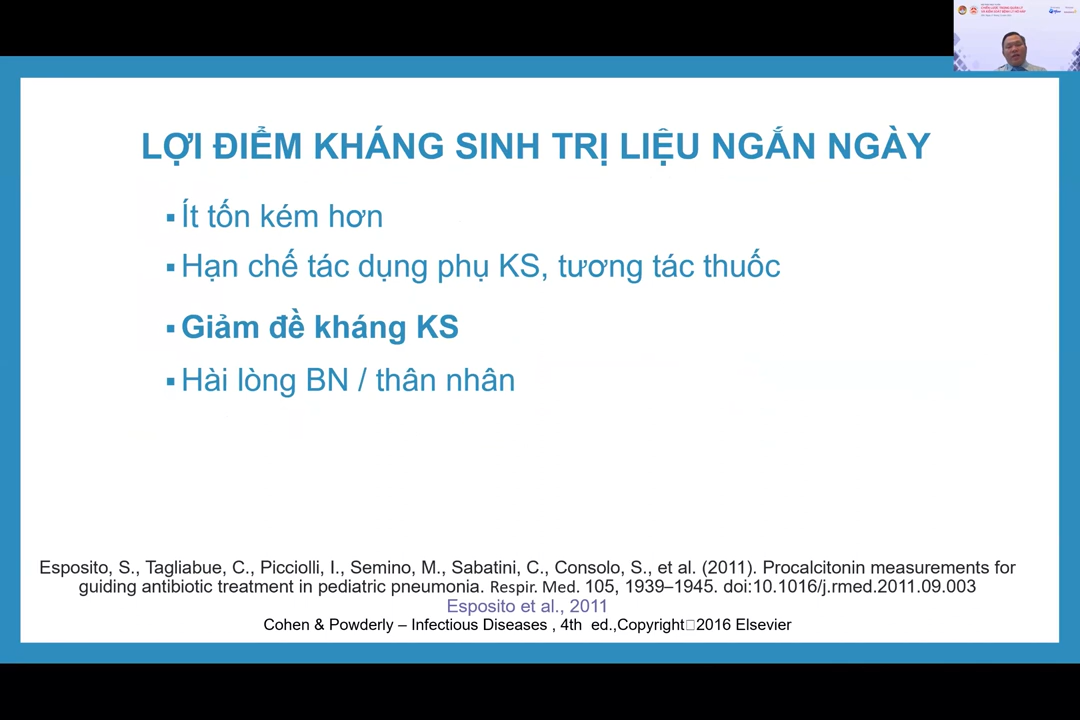 LỢI ĐIỂM KHÁNG SINH TRỊ LIỆU NGẮN NGÀY
▪Ít tốn kém hơn
▪Hạn chế tác dụng phụ KS, tương tác thuốc
▪Giảm đề kháng KS
▪Hài lòng BN / thân nhân
Esposito, S., Tagliabue, C., Picciolli, I., Semino, M., Sabatini, C., Consolo, S., et al. (2011). Procalcitonin measurements for
guiding antibiotic treatment in pediatric pneumonia. Respir. Med. 105, 1939–1945. doi:10.1016/j.rmed.2011.09.003
Esposito et al., 2011
Cohen & Powderly – Infectious Diseases , 4th ed.,Copyright□2016 Elsevier